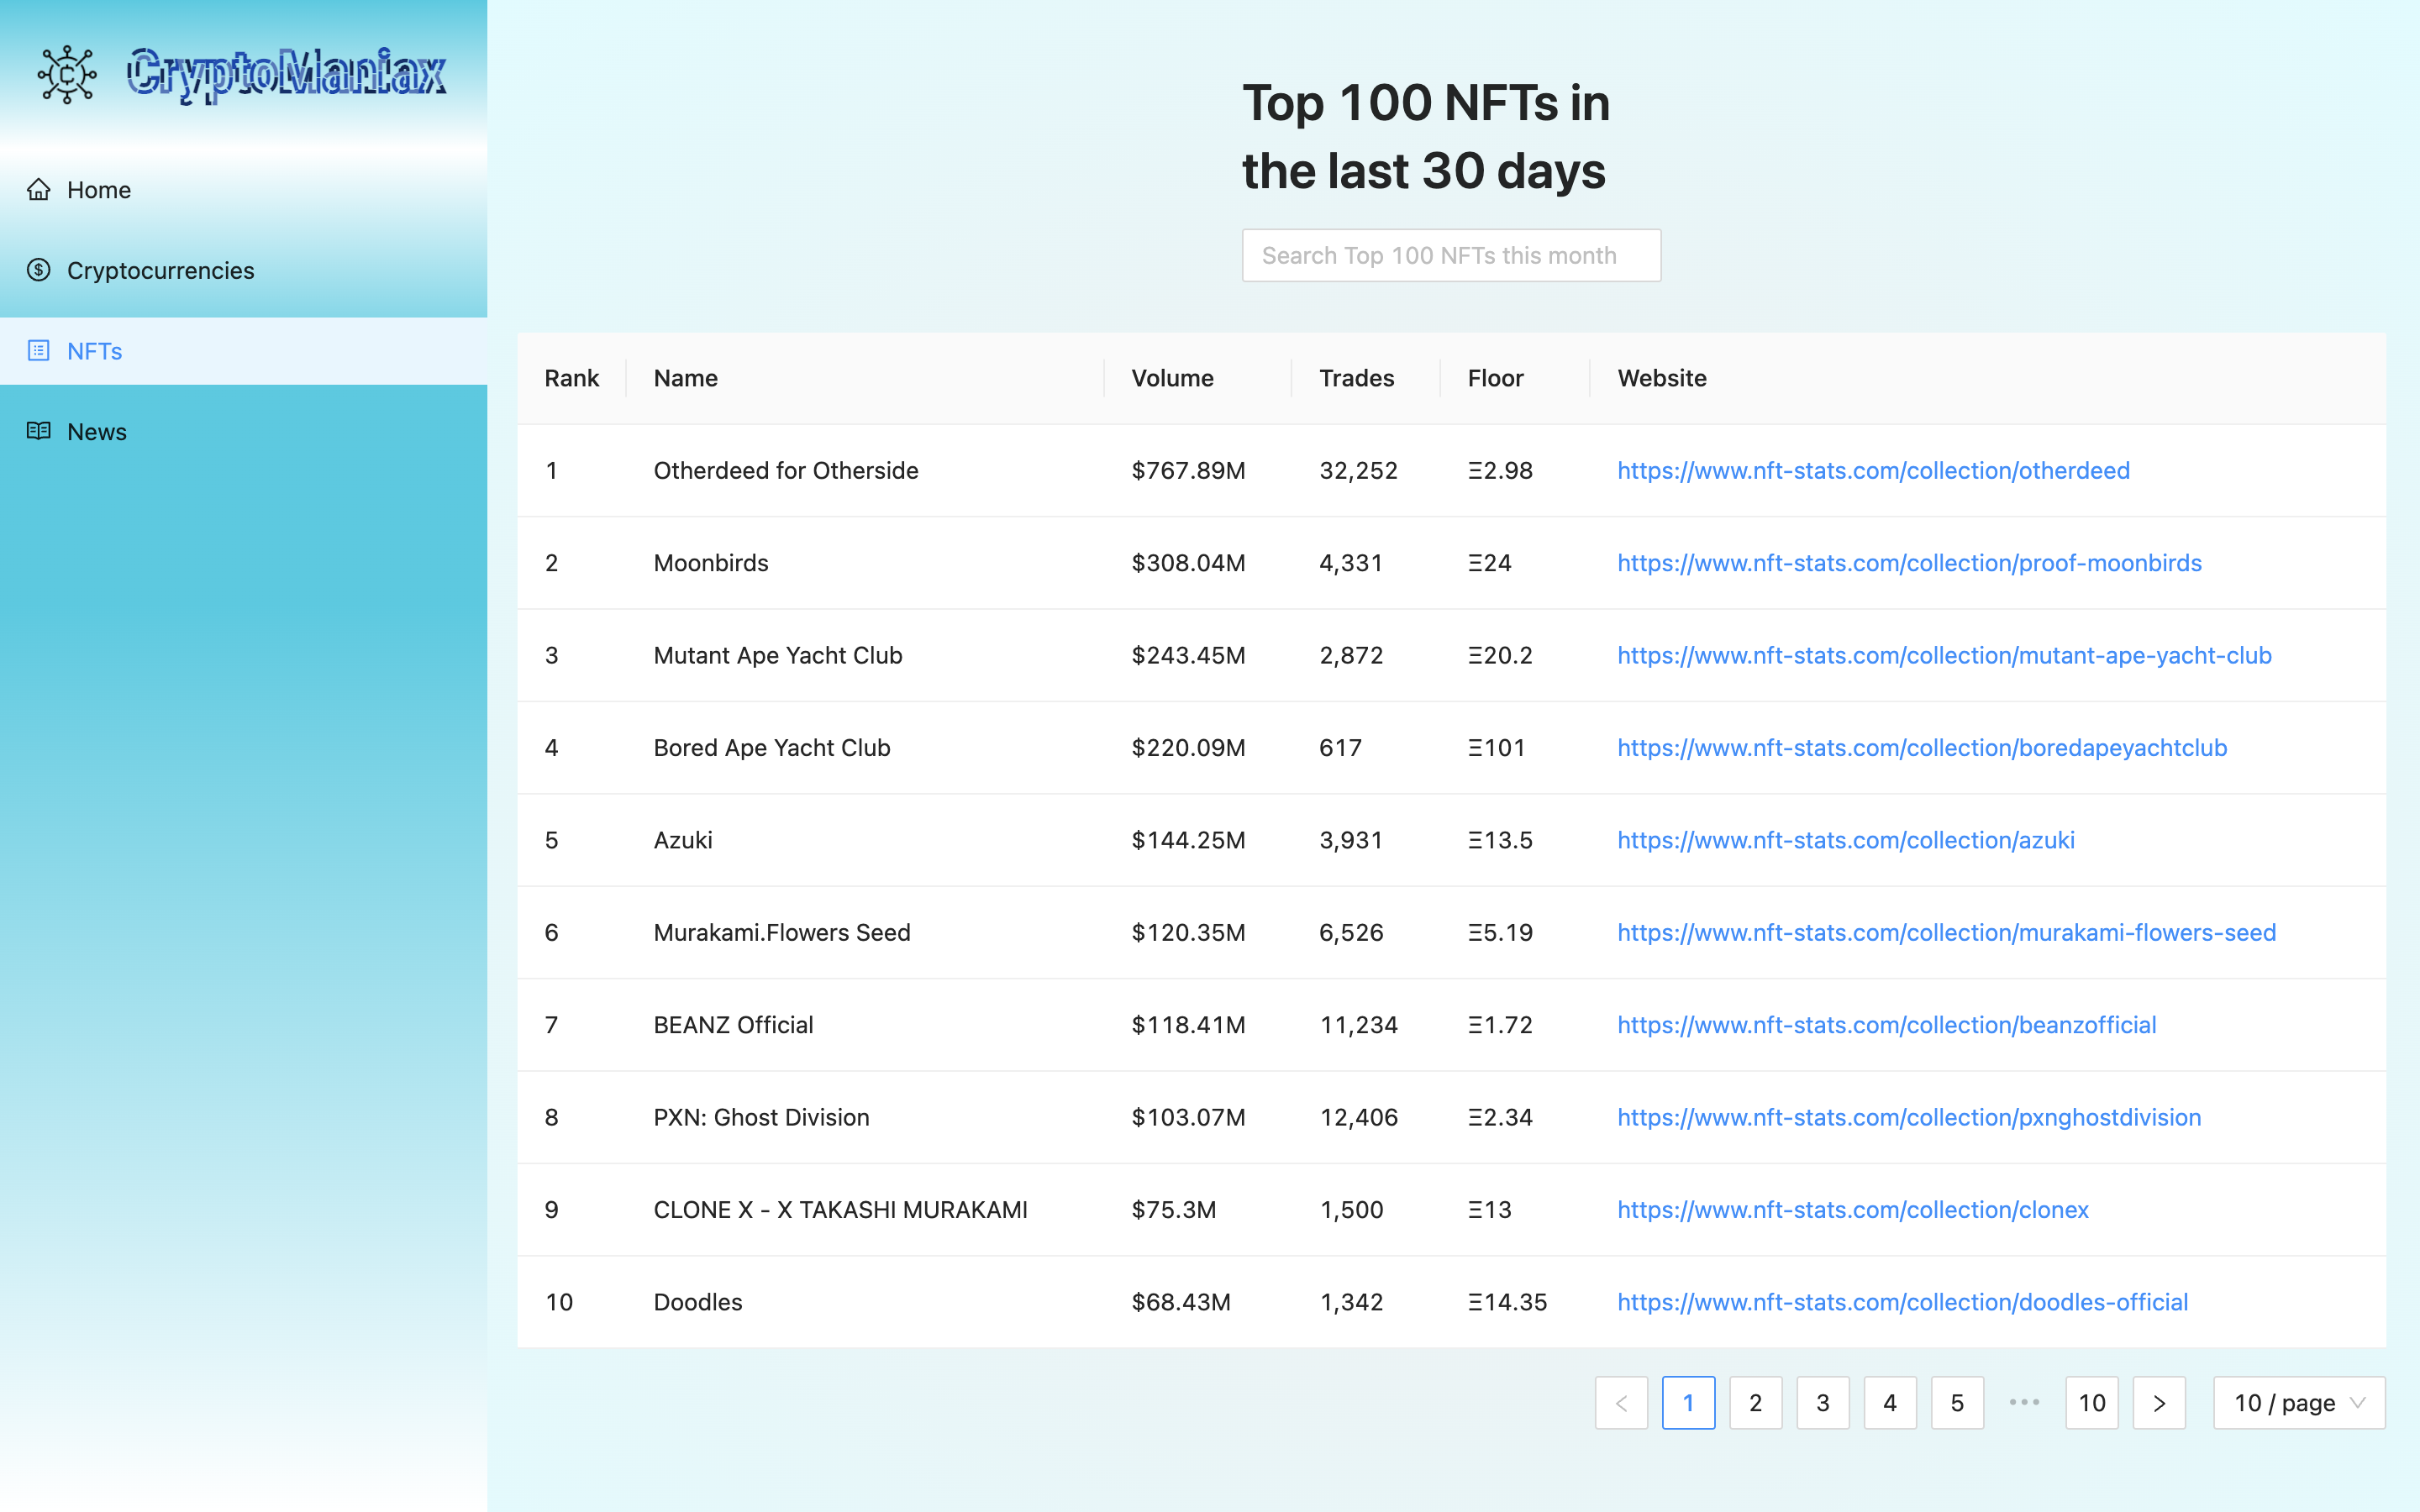 CryptoManiax
Home
Cryptocurrencies
NFTs
News
Top 100 NFTs in
the last 30 days
Search Top 100 NFTs this month
Rank Name Volume Trades Floor Website
1 Otherdeed for Otherside $767.89M 32,252 Ξ2.98 https://www.nft-stats.com/collection/otherdeed
2 Moonbirds $308.04M 4,331 Ξ24 https://www.nft-stats.com/collection/proof-moonbirds
3 Mutant Ape Yacht Club $243.45M 2,872 Ξ20.2 https://www.nft-stats.com/collection/mutant-ape-yacht-club
4 Bored Ape Yacht Club $220.09M 617 Ξ101 https://www.nft-stats.com/collection/boredapeyachtclub
5 Azuki $144.25M 3,931 Ξ13.5 https://www.nft-stats.com/collection/azuki
6 Murakami.Flowers Seed $120.35M 6,526 Ξ5.19 https://www.nft-stats.com/collection/murakami-flowers-seed
7 BEANZ Official $118.41M 11,234 Ξ1.72 https://www.nft-stats.com/collection/beanzofficial
8 PXN: Ghost Division $103.07M 12,406 Ξ2.34 https://www.nft-stats.com/collection/pxnghostdivision
9 CLONE X - X TAKASHI MURAKAMI $75.3M 1,500 Ξ13 https://www.nft-stats.com/collection/clonex
10 Doodles $68.43M 1,342 Ξ14.35 https://www.nft-stats.com/collection/doodles-official
< 1 2 3 4 5 ••• 10 > 10 / page